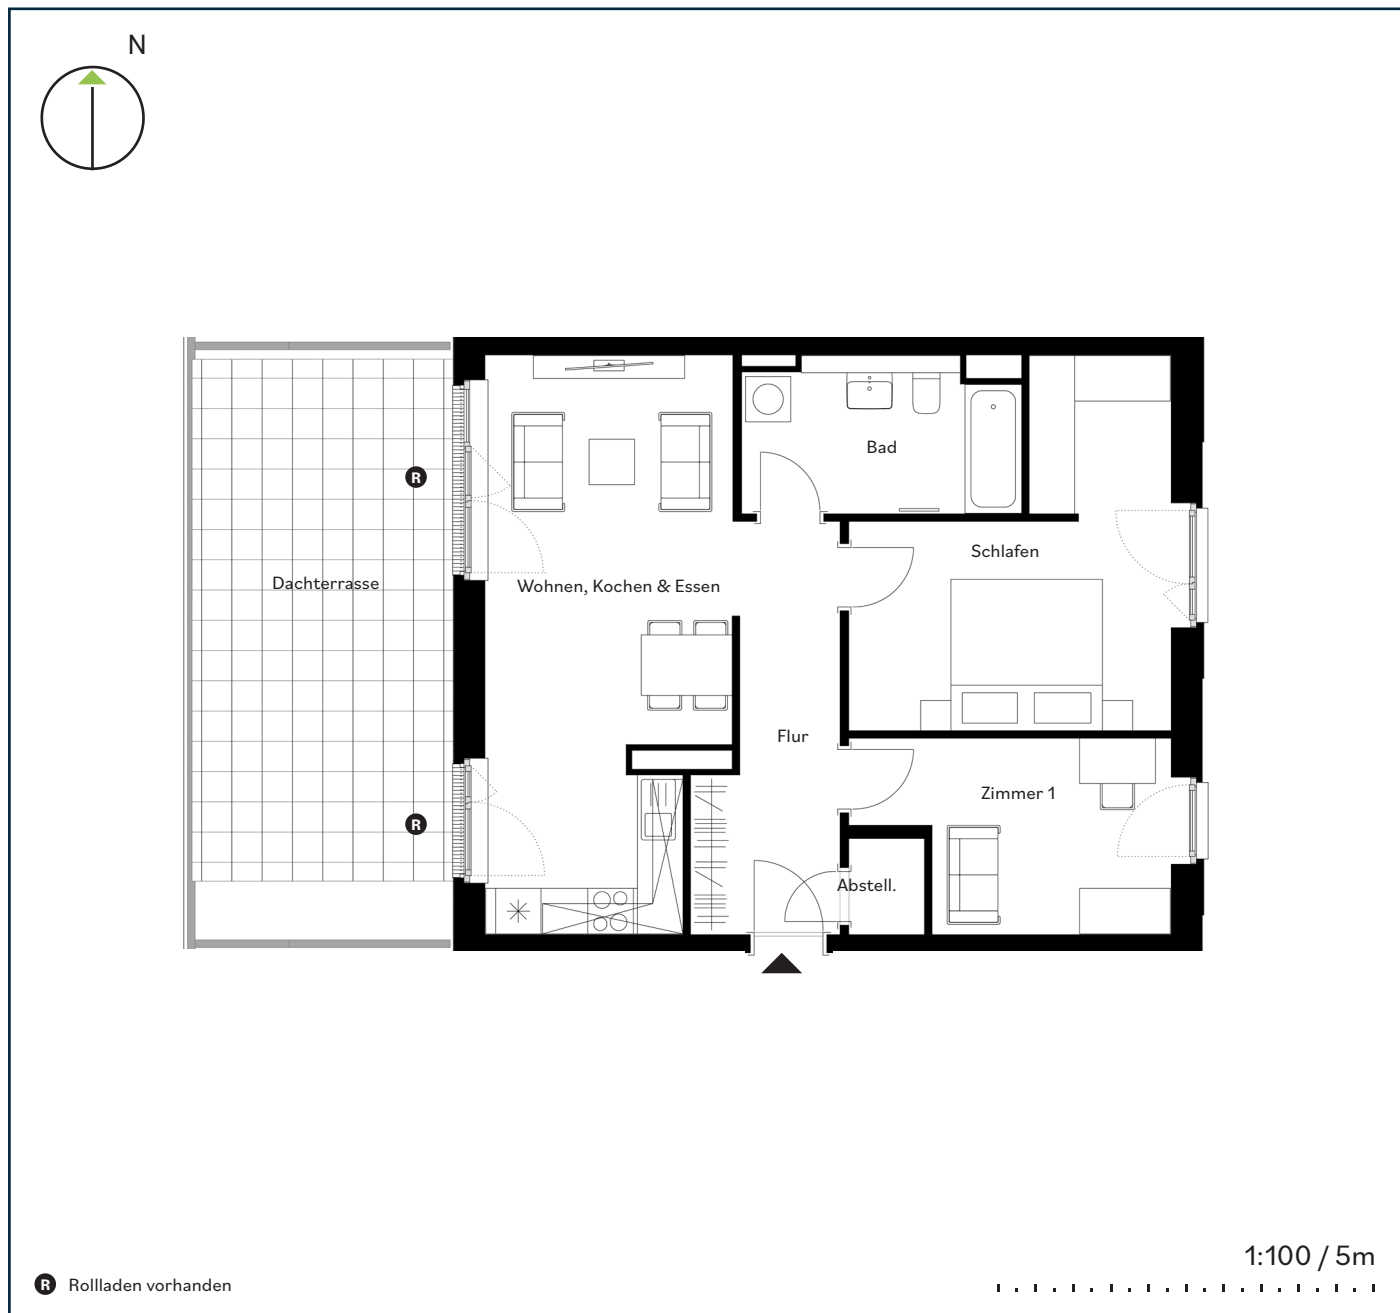 N
Bad
R
Schlafen
Dachterrasse
Wohnen, Kochen & Essen
Flur
Zimmer 1
R
Abstell.
1:100 / 5m
R Rollladen vorhanden